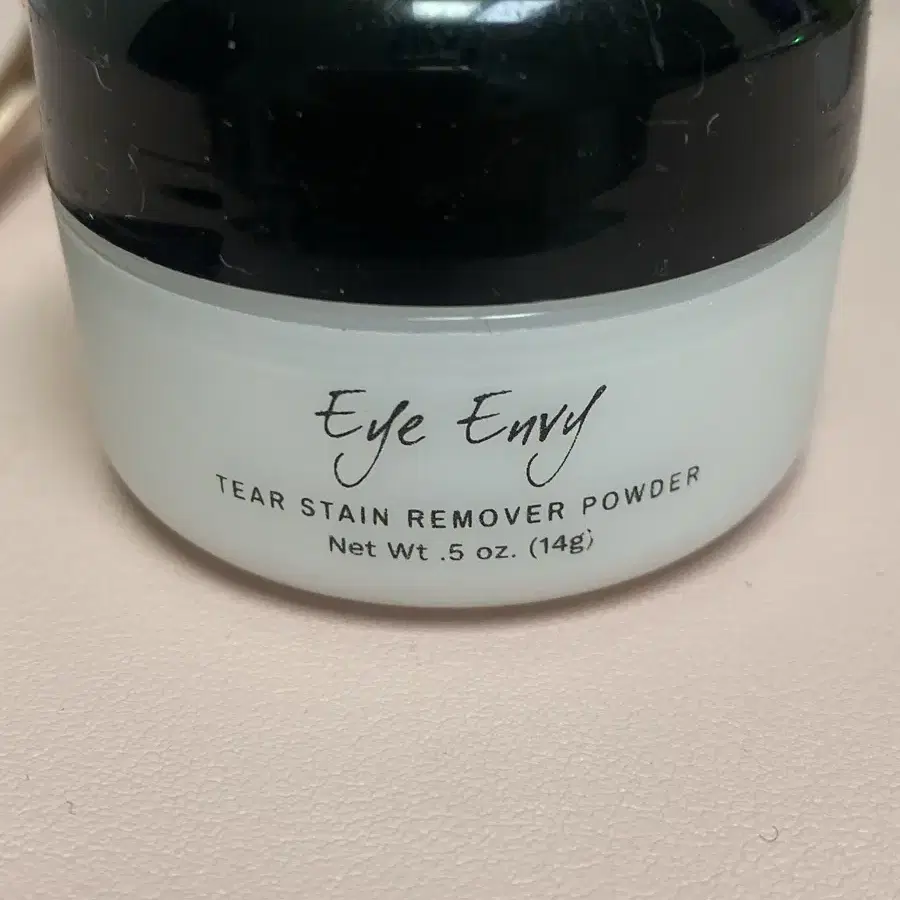 Eye Envy
TEAR STAIN REMOVER POWDER
Net Wt .5 oz. (14g)